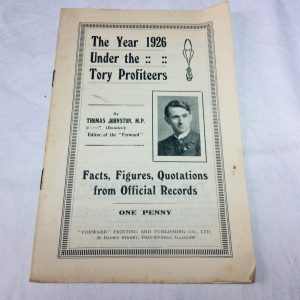 The Year 1926
Under the :: ::
Tory Profiteers
By
THOMAS JOHNSTON, M.P.
(Dundee)
Editor of the "Forward"
Facts, Figures, Quotations
from Official Records
ONE PENNY
"FORWARD" PRINTING AND PUBLISHING CO., LTD.